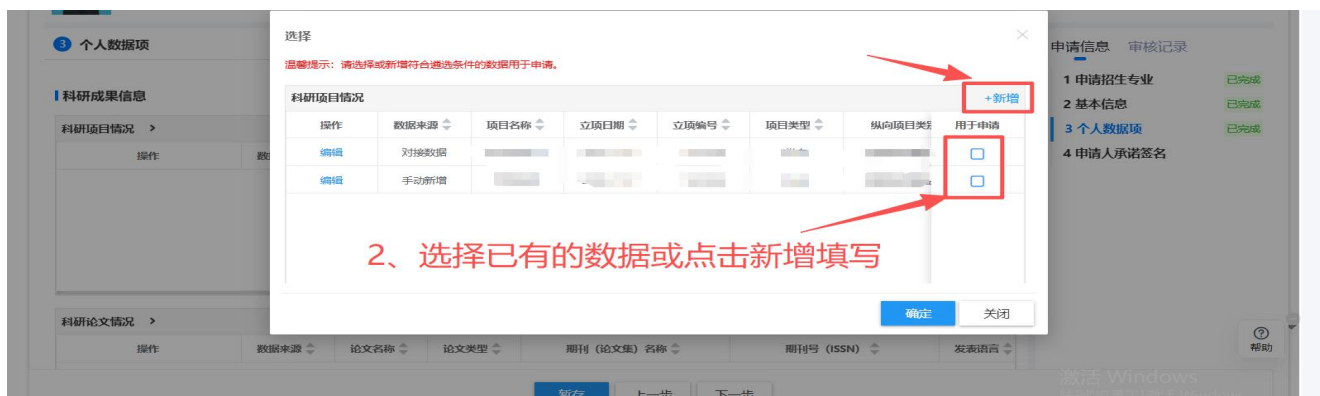 3 个人数据项
选择
申请信息 审核记录
温馨提示：请选择或新增符合遴选条件的数据用于申请。
1 申请招生专业 已完成
科研成果信息
科研项目情况
+新增
2 基本信息 已完成
科研项目情况 >
操作 数据来源 项目名称 立项日期 立项编号 项目类型 纵向项目类 用于申请
3 个人数据项 已完成
操作 数
编辑 对接数据
4 申请人承诺签名
编辑 手动新增
2、选择已有的数据或点击新增填写
确定 关闭
科研论文情况 >
操作 数据来源 论文名称 论文类型 期刊（论文集）名称 期刊号（ISSN） 发表语言
帮助
激活 Windows
暂存 上一步 下一步